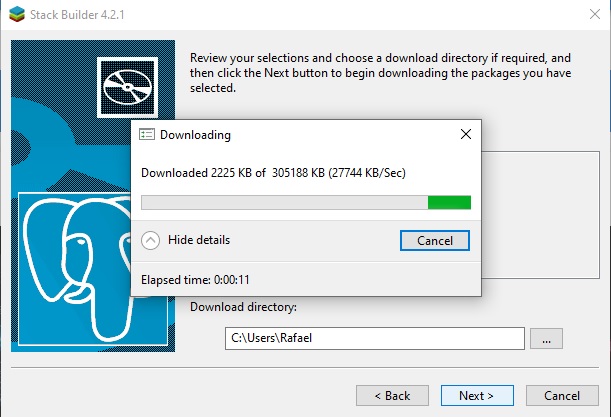 Stack Builder 4.2.1
Review your selections and choose a download directory if required, and
then click the Next button to begin downloading the packages you have
selected.
Downloading
Downloaded 2225 KB of  305188 KB (27744 KB/Sec)
Hide details
Cancel
Elapsed time: 0:00:11
Download directory:
C:\Users\Rafael
...
< Back
Next >
Cancel